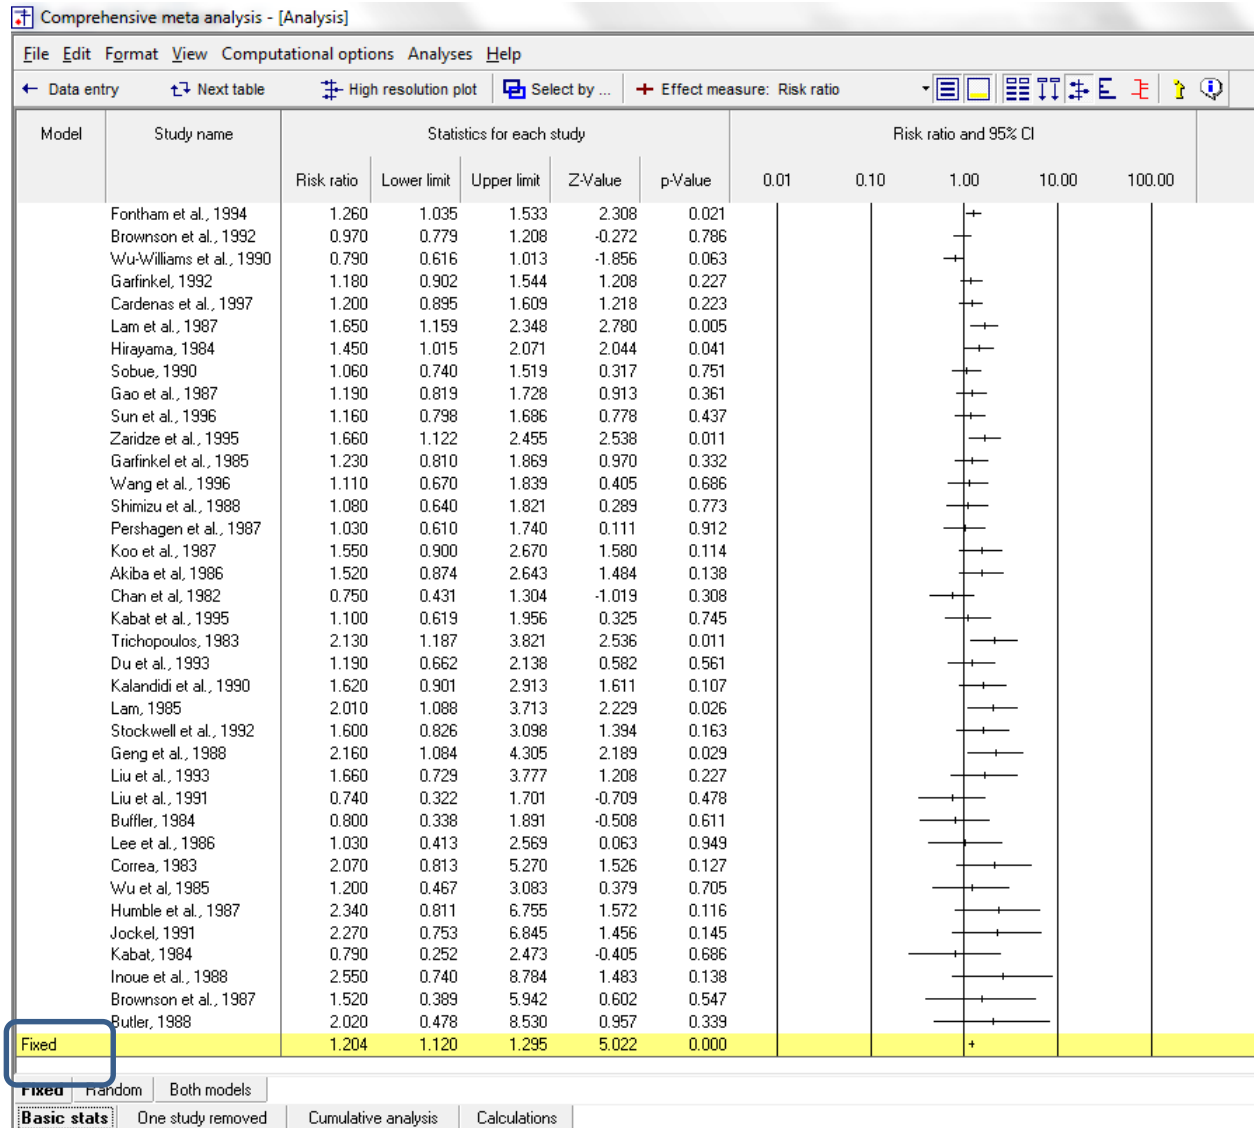 Comprehensive meta analysis - [Analysis]
File Edit Format View Computational options Analyses Help
Data entry Next table High resolution plot Select by ... Effect measure: Risk ratio
Model Study name Statistics for each study Risk ratio and 95% CI
Risk ratio Lower limit Upper limit Z-Value p-Value 0.01 0.10 1.00 10.00 100.00
Fontham et al., 1994 1.260 1.035 1.533 2.308 0.021
Brownson et al., 1992 0.970 0.779 1.208 -0.272 0.786
Wu-Williams et al., 1990 0.790 0.616 1.013 -1.856 0.063
Garfinkel, 1992 1.180 0.902 1.544 1.208 0.227
Cardenas et al., 1997 1.200 0.895 1.609 1.218 0.223
Lam et al., 1987 1.650 1.159 2.348 2.780 0.005
Hirayama, 1984 1.450 1.015 2.071 2.044 0.041
Sobue, 1990 1.060 0.740 1.519 0.317 0.751
Gao et al., 1987 1.190 0.819 1.728 0.913 0.361
Sun et al., 1996 1.160 0.798 1.686 0.778 0.437
Zaridze et al., 1995 1.660 1.122 2.455 2.538 0.011
Garfinkel et al., 1985 1.230 0.810 1.869 0.970 0.332
Wang et al., 1996 1.110 0.670 1.839 0.405 0.686
Shimizu et al., 1988 1.080 0.640 1.821 0.289 0.773
Pershagen et al., 1987 1.030 0.610 1.740 0.111 0.912
Koo et al., 1987 1.550 0.900 2.670 1.580 0.114
Akiba et al, 1986 1.520 0.874 2.643 1.484 0.138
Chan et al, 1982 0.750 0.431 1.304 -1.019 0.308
Kabat et al., 1995 1.100 0.619 1.956 0.325 0.745
Trichopoulos, 1983 2.130 1.187 3.821 2.536 0.011
Du et al., 1993 1.190 0.662 2.138 0.582 0.561
Kalandidi et al., 1990 1.620 0.901 2.913 1.611 0.107
Lam, 1985 2.010 1.088 3.713 2.229 0.026
Stockwell et al., 1992 1.600 0.826 3.098 1.394 0.163
Geng et al., 1988 2.160 1.084 4.305 2.189 0.029
Liu et al., 1993 1.660 0.729 3.777 1.208 0.227
Liu et al., 1991 0.740 0.322 1.701 -0.709 0.478
Buffler, 1984 0.800 0.338 1.891 -0.508 0.611
Lee et al., 1986 1.030 0.413 2.569 0.063 0.949
Correa, 1983 2.070 0.813 5.270 1.526 0.127
Wu et al, 1985 1.200 0.467 3.083 0.379 0.705
Humble et al., 1987 2.340 0.811 6.755 1.572 0.116
Jockel, 1991 2.270 0.753 6.845 1.456 0.145
Kabat, 1984 0.790 0.252 2.473 -0.405 0.686
Inoue et al., 1988 2.550 0.740 8.784 1.483 0.138
Brownson et al., 1987 1.520 0.389 5.942 0.602 0.547
Butler, 1988 2.020 0.478 8.530 0.957 0.339
Fixed 1.204 1.120 1.295 5.022 0.000
Fixed Random Both models
Basic stats One study removed Cumulative analysis Calculations